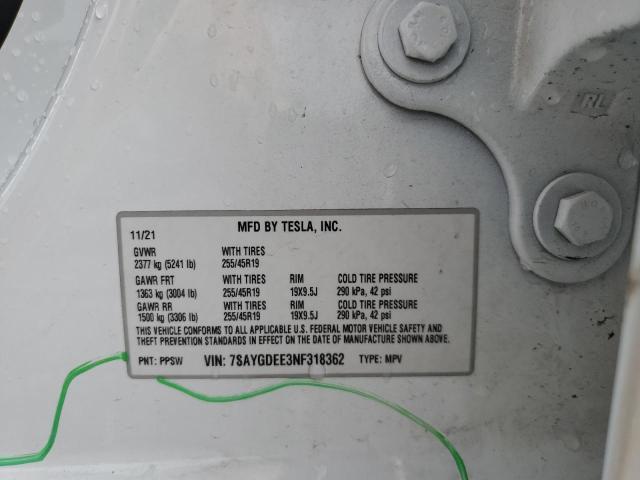 RL
MFD BY TESLA, INC.
11/21
GVWR WITH TIRES
2377 kg (5241 lb) 255/45R19
GAWR FRT WITH TIRES RIM COLD TIRE PRESSURE
1363 kg (3004 lb) 255/45R19 19X9.5J 290 kPa, 42 psi
GAWR RR WITH TIRES RIM COLD TIRE PRESSURE
1500 kg (3306 lb) 255/45R19 19X9.5J 290 kPa, 42 psi
THIS VEHICLE CONFORMS TO ALL APPLICABLE U.S. FEDERAL MOTOR VEHICLE SAFETY AND
THEFT PREVENTION STANDARDS IN EFFECT ON THE DATE OF MANUFACTURE SHOWN ABOVE.
PNT: PPSW VIN: 7SAYGDEE3NF318362 TYPE: MPV